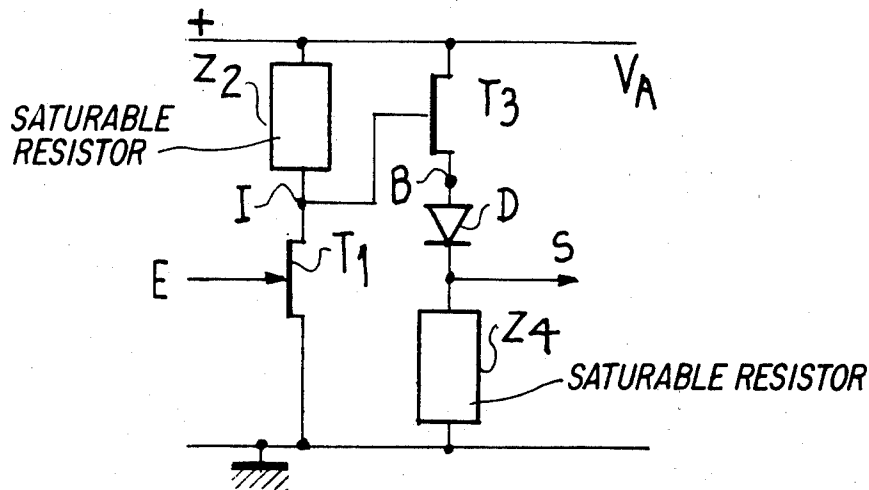 +
Z2
VA
T3
SATURABLE
RESISTOR
I
B
D
E
T1
S
Z4
SATURABLE RESISTOR